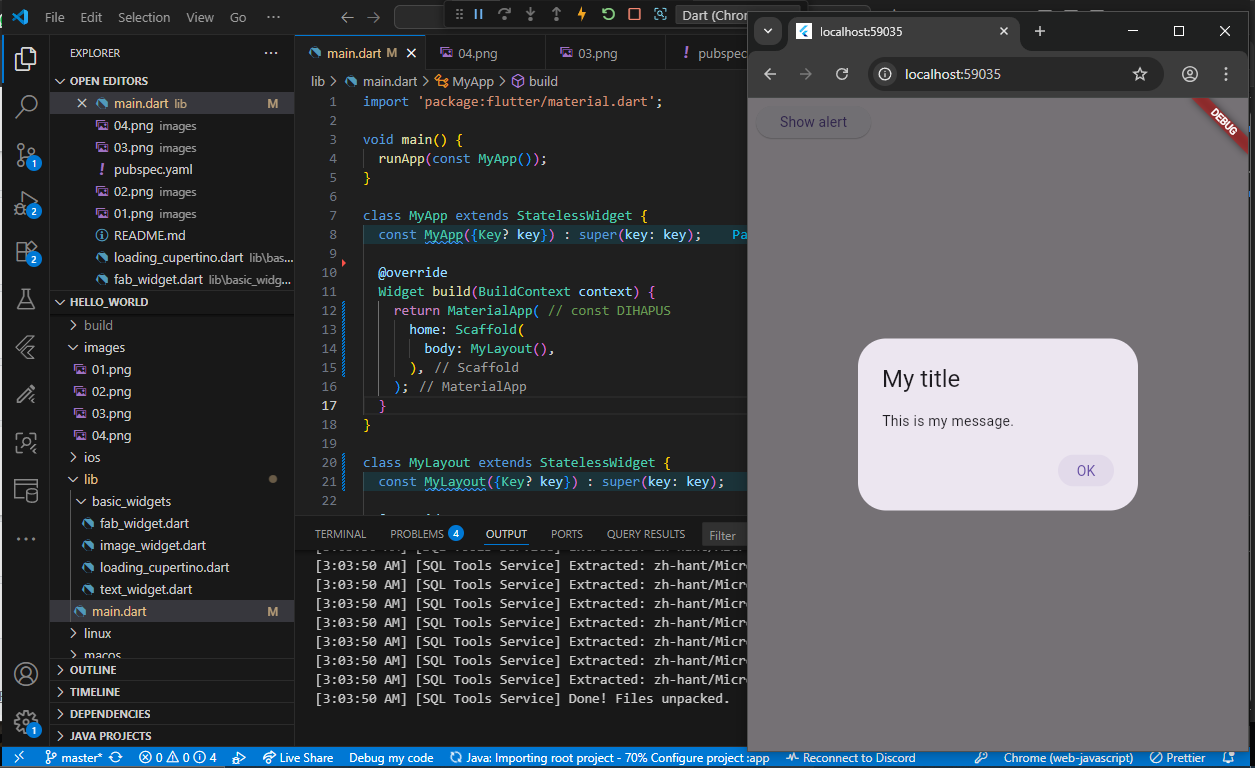 File Edit Selection View Go ···
Dart (Chro
EXPLORER ···
OPEN EDITORS
main.dart lib M
04.png images
03.png images
! pubspec.yaml
02.png images
01.png images
README.md
loading_cupertino.dart lib\bas...
fab_widget.dart lib\basic_widg...
HELLO_WORLD
build
images
01.png
02.png
03.png
04.png
ios
lib
basic_widgets
fab_widget.dart
image_widget.dart
loading_cupertino.dart
text_widget.dart
main.dart M
linux
macos
OUTLINE
TIMELINE
DEPENDENCIES
JAVA PROJECTS
1
2
2
1
main.dart M
04.png
03.png
! pubspec
lib > main.dart > MyApp > build
1 import 'package:flutter/material.dart';
2
3 void main() {
4 runApp(const MyApp());
5 }
6
7 class MyApp extends StatelessWidget {
8 const MyApp({Key? key}) : super(key: key); Pa
9
10 @override
11 Widget build(BuildContext context) {
12 return MaterialApp( // const DIHAPUS
13 home: Scaffold(
14 body: MyLayout(),
15 ), // Scaffold
16 ); // MaterialApp
17 }
18 }
19
20 class MyLayout extends StatelessWidget {
21 const MyLayout({Key? key}) : super(key: key);
22
TERMINAL PROBLEMS 4 OUTPUT PORTS QUERY RESULTS Filter
[3:03:50 AM] [SQL Tools Service] Extracted: zh-hant/Micr
[3:03:50 AM] [SQL Tools Service] Extracted: zh-hant/Micr
[3:03:50 AM] [SQL Tools Service] Extracted: zh-hant/Micr
[3:03:50 AM] [SQL Tools Service] Extracted: zh-hant/Micr
[3:03:50 AM] [SQL Tools Service] Extracted: zh-hant/Micr
[3:03:50 AM] [SQL Tools Service] Extracted: zh-hant/Micr
[3:03:50 AM] [SQL Tools Service] Extracted: zh-hant/Micr
[3:03:50 AM] [SQL Tools Service] Done! Files unpacked.
localhost:59035
localhost:59035
Show alert
DEBUG
My title
This is my message.
OK
master* 0 0 4 Live Share Debug my code Java: Importing root project - 70% Configure project :app Reconnect to Discord Chrome (web-javascript) Prettier